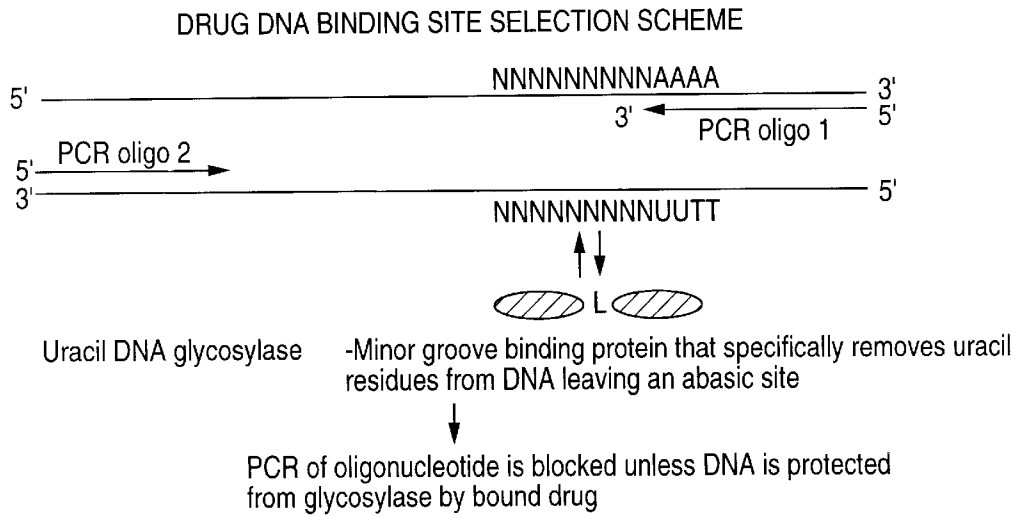 DRUG DNA BINDING SITE SELECTION SCHEME
NNNNNNNNNAAAA
5' 3'
3' PCR oligo 1 5'
5' PCR oligo 2
3' 5'
NNNNNNNNNUUTT
L
Uracil DNA glycosylase -Minor groove binding protein that specifically removes uracil
residues from DNA leaving an abasic site
PCR of oligonucleotide is blocked unless DNA is protected
from glycosylase by bound drug